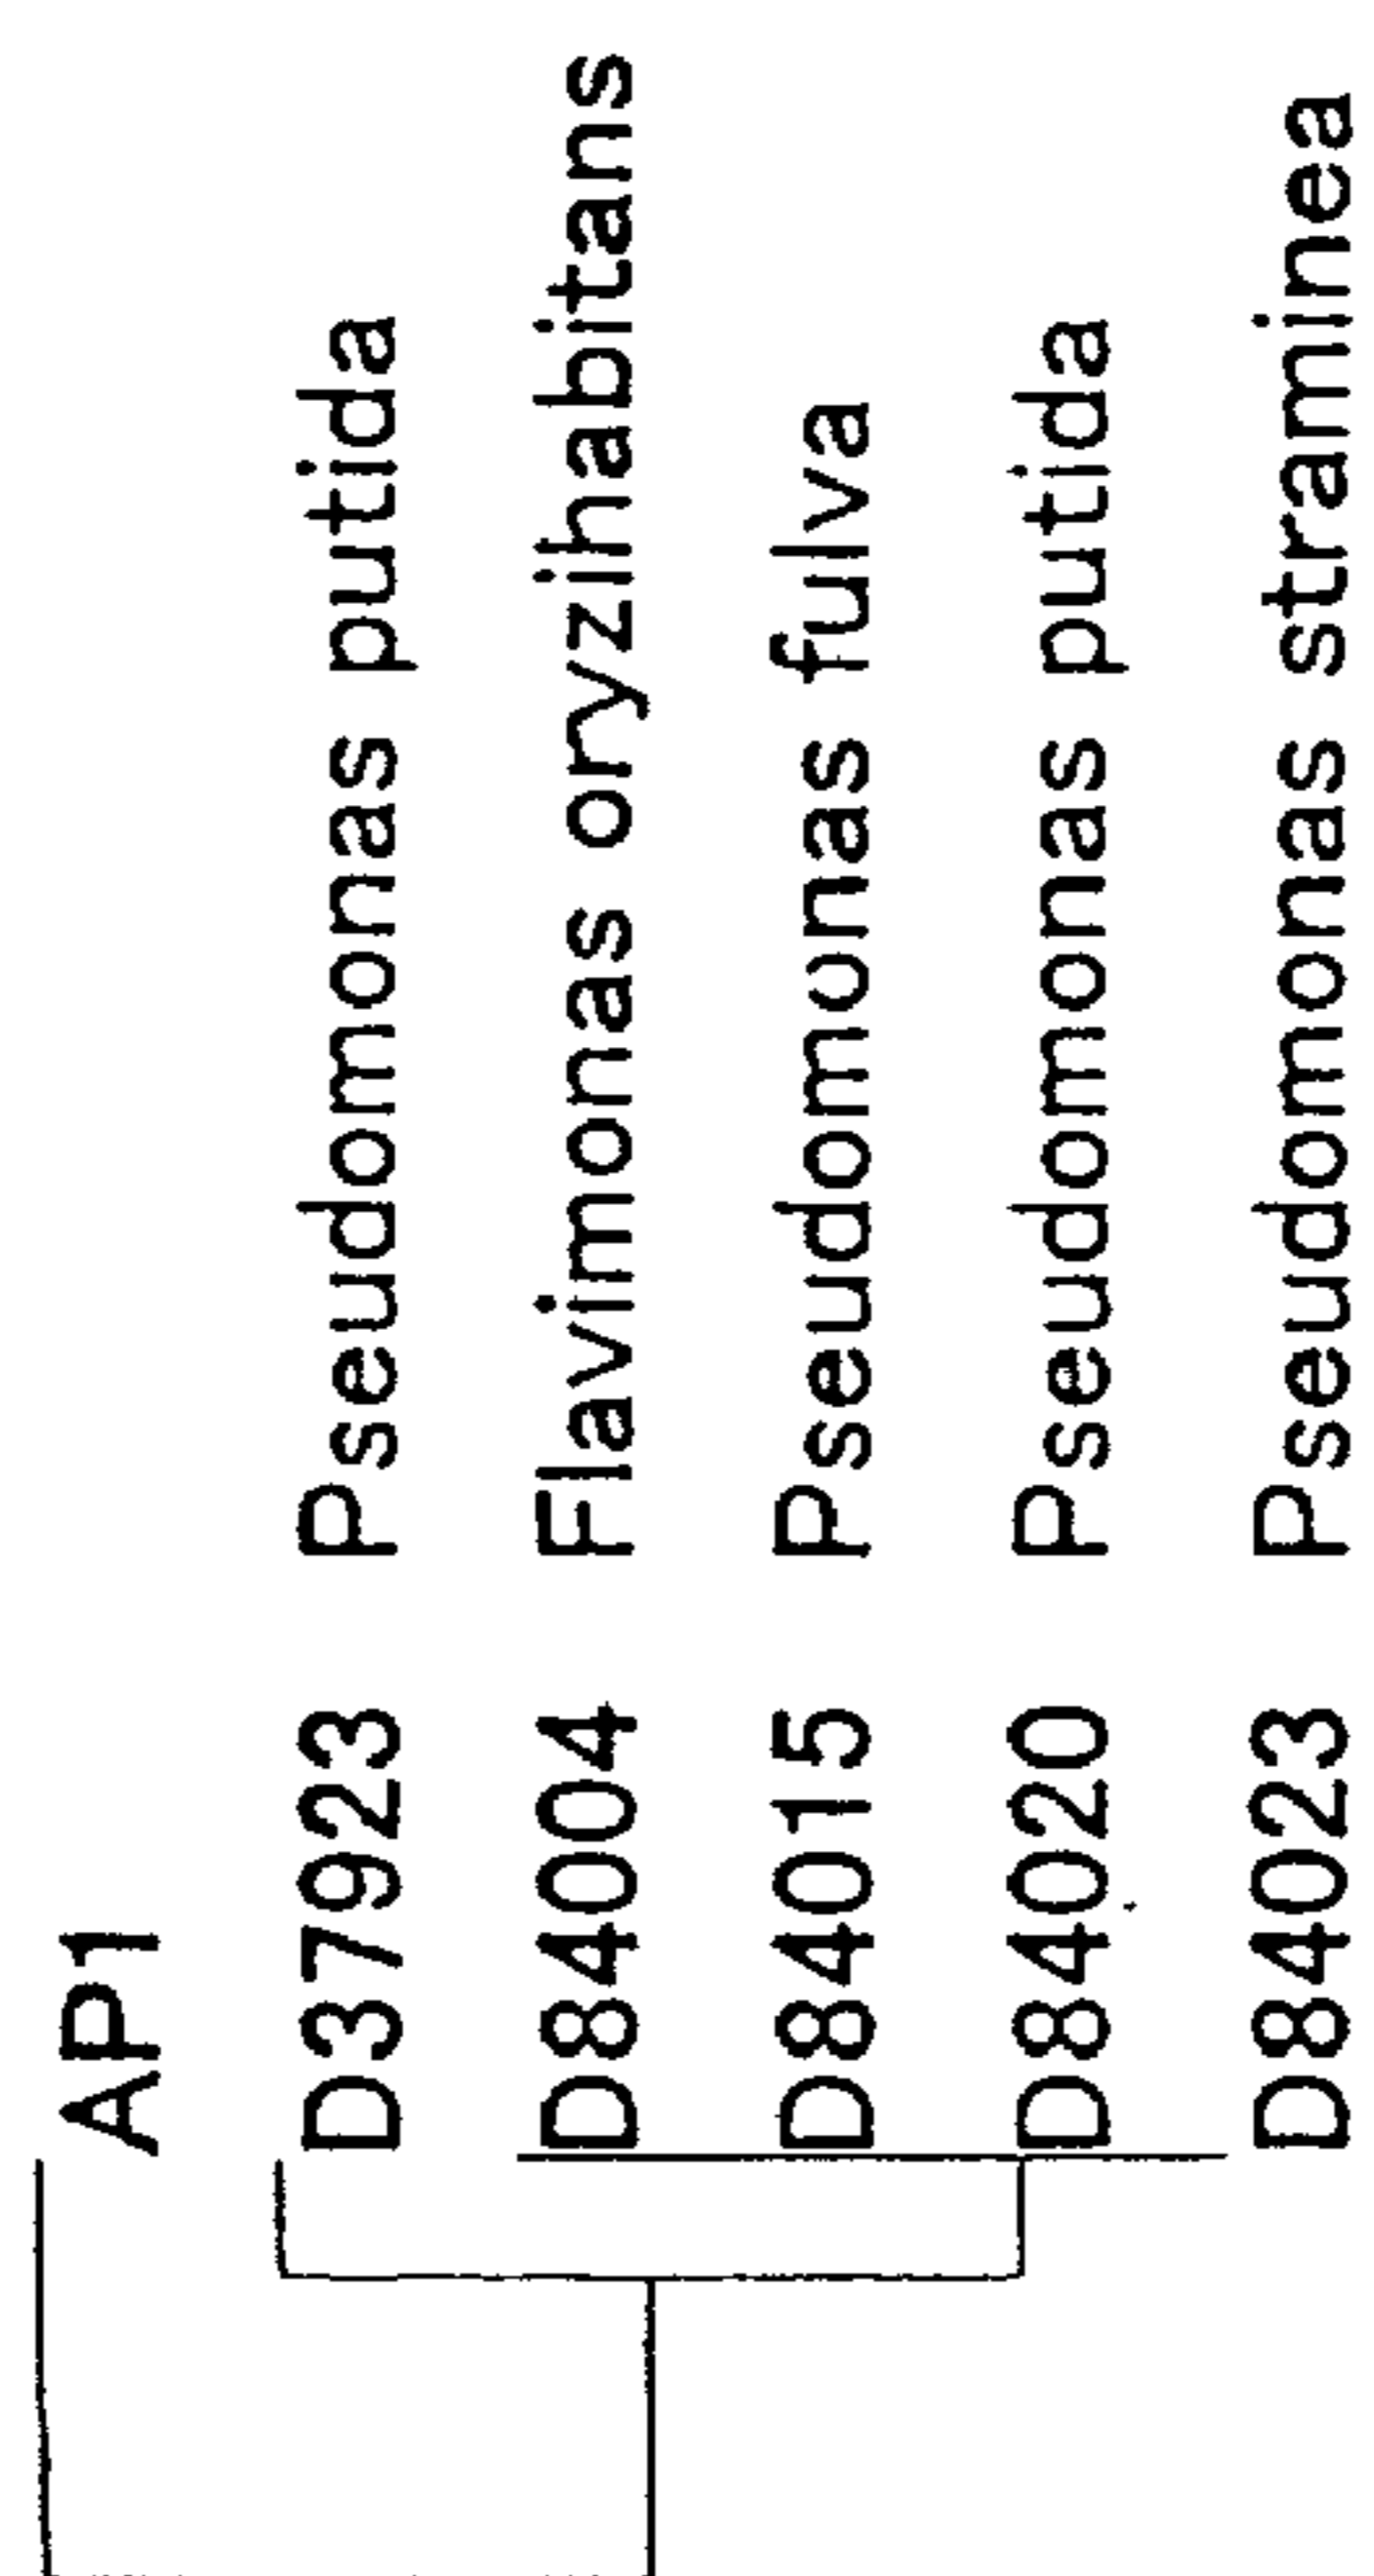 AP1
D37923 Pseudomonas putida
D84004 Flavimonas oryzihabitans
D84015 Pseudomonas fulva
D84020 Pseudomonas putida
D84023 Pseudomonas straminea